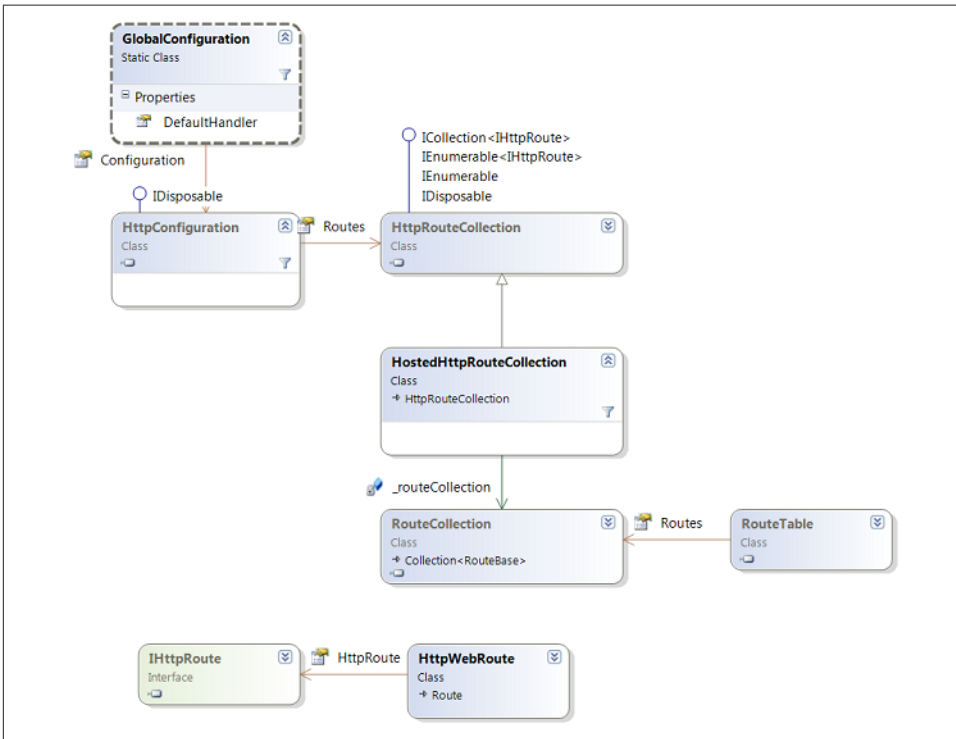 GlobalConfiguration
Static Class
Properties
DefaultHandler
Configuration
ICollection<IHttpRoute>
IEnumerable<IHttpRoute>
IEnumerable
IDisposable
IDisposable
HttpConfiguration
Class
Routes
HttpRouteCollection
Class
HostedHttpRouteCollection
Class
HttpRouteCollection
_routeCollection
RouteCollection
Class
Collection<RouteBase>
Routes
RouteTable
Class
IHttpRoute
Interface
HttpRoute
HttpWebRoute
Class
Route